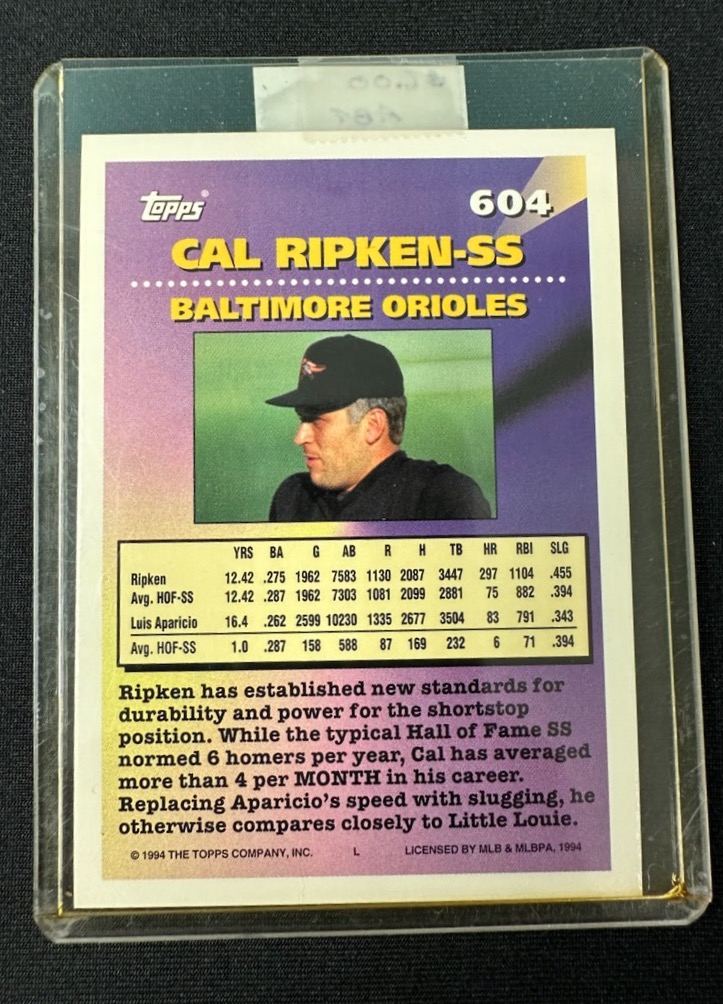 $6.00
topps®
604
CAL RIPKEN-SS
BALTIMORE ORIOLES
YRS BA G AB R H TB HR RBI SLG
Ripken 12.42 .275 1962 7583 1130 2087 3447 297 1104 .455
Avg. HOF-SS 12.42 .287 1962 7303 1081 2099 2881 75 882 .394
Luis Aparicio 16.4 .262 2599 10230 1335 2677 3504 83 791 .343
Avg. HOF-SS 1.0 .287 158 588 87 169 232 6 71 .394
Ripken has established new standards for
durability and power for the shortstop
position. While the typical Hall of Fame SS
normed 6 homers per year, Cal has averaged
more than 4 per MONTH in his career.
Replacing Aparicio's speed with slugging, he
otherwise compares closely to Little Louie.
© 1994 THE TOPPS COMPANY, INC. L LICENSED BY MLB & MLBPA, 1994